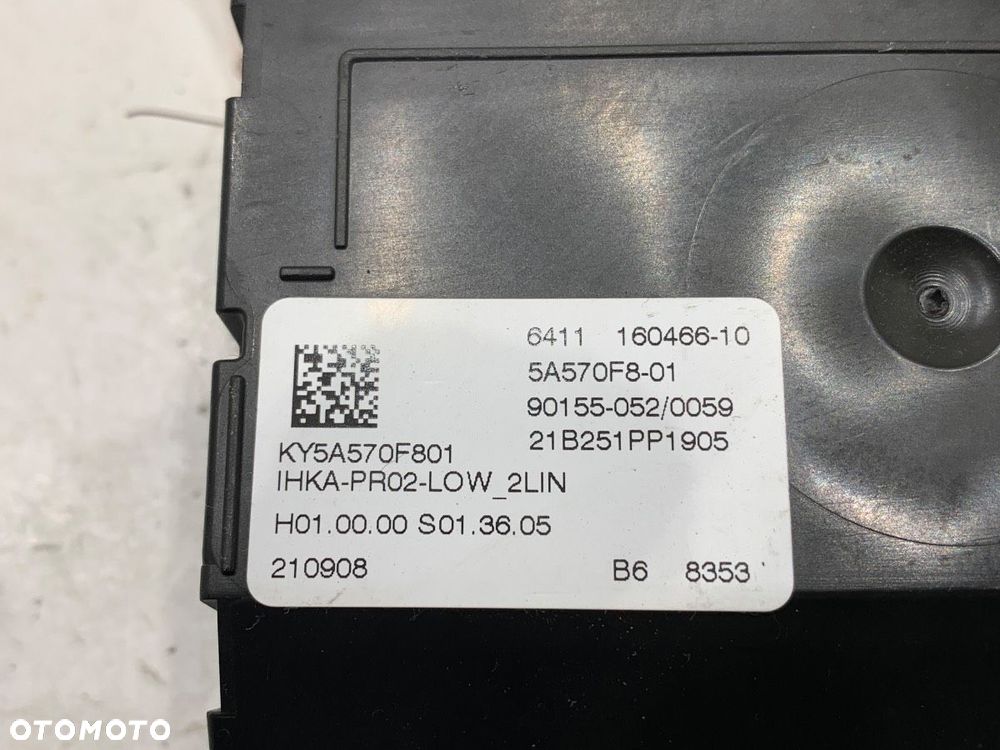 6411 160466-10
5A570F8-01
90155-052/0059
21B251PP1905
KY5A570F801
IHKA-PR02-LOW_2LIN
H01.00.00 S01.36.05
210908 B6 8353
OTOMOTO